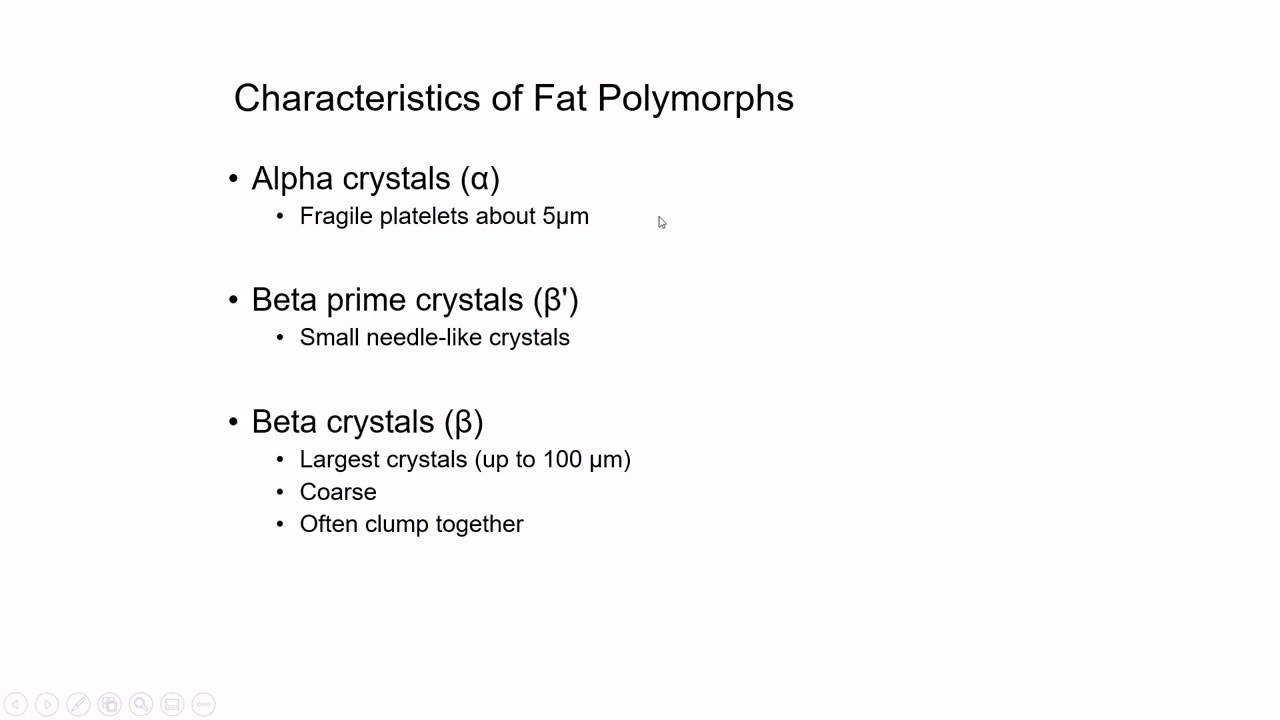 Characteristics of Fat Polymorphs
• Alpha crystals (α)
• Fragile platelets about 5μm
• Beta prime crystals (β')
• Small needle-like crystals
• Beta crystals (β)
• Largest crystals (up to 100 μm)
• Coarse
• Often clump together